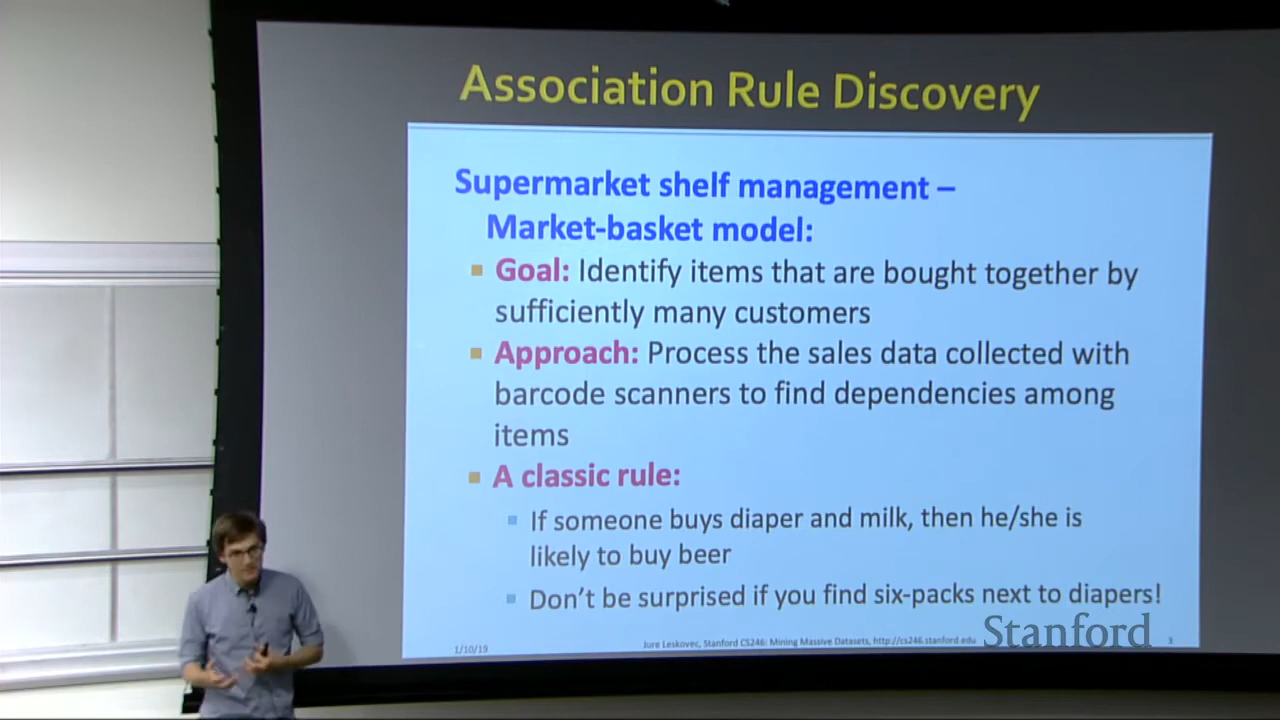 Association Rule Discovery
Supermarket shelf management –
Market-basket model:
Goal: Identify items that are bought together by
sufficiently many customers
Approach: Process the sales data collected with
barcode scanners to find dependencies among
items
A classic rule:
If someone buys diaper and milk, then he/she is
likely to buy beer
Don't be surprised if you find six-packs next to diapers!
1/10/19
Jure Leskovec, Stanford CS246: Mining Massive Datasets, http://cs246.stanford.edu
Stanford
3